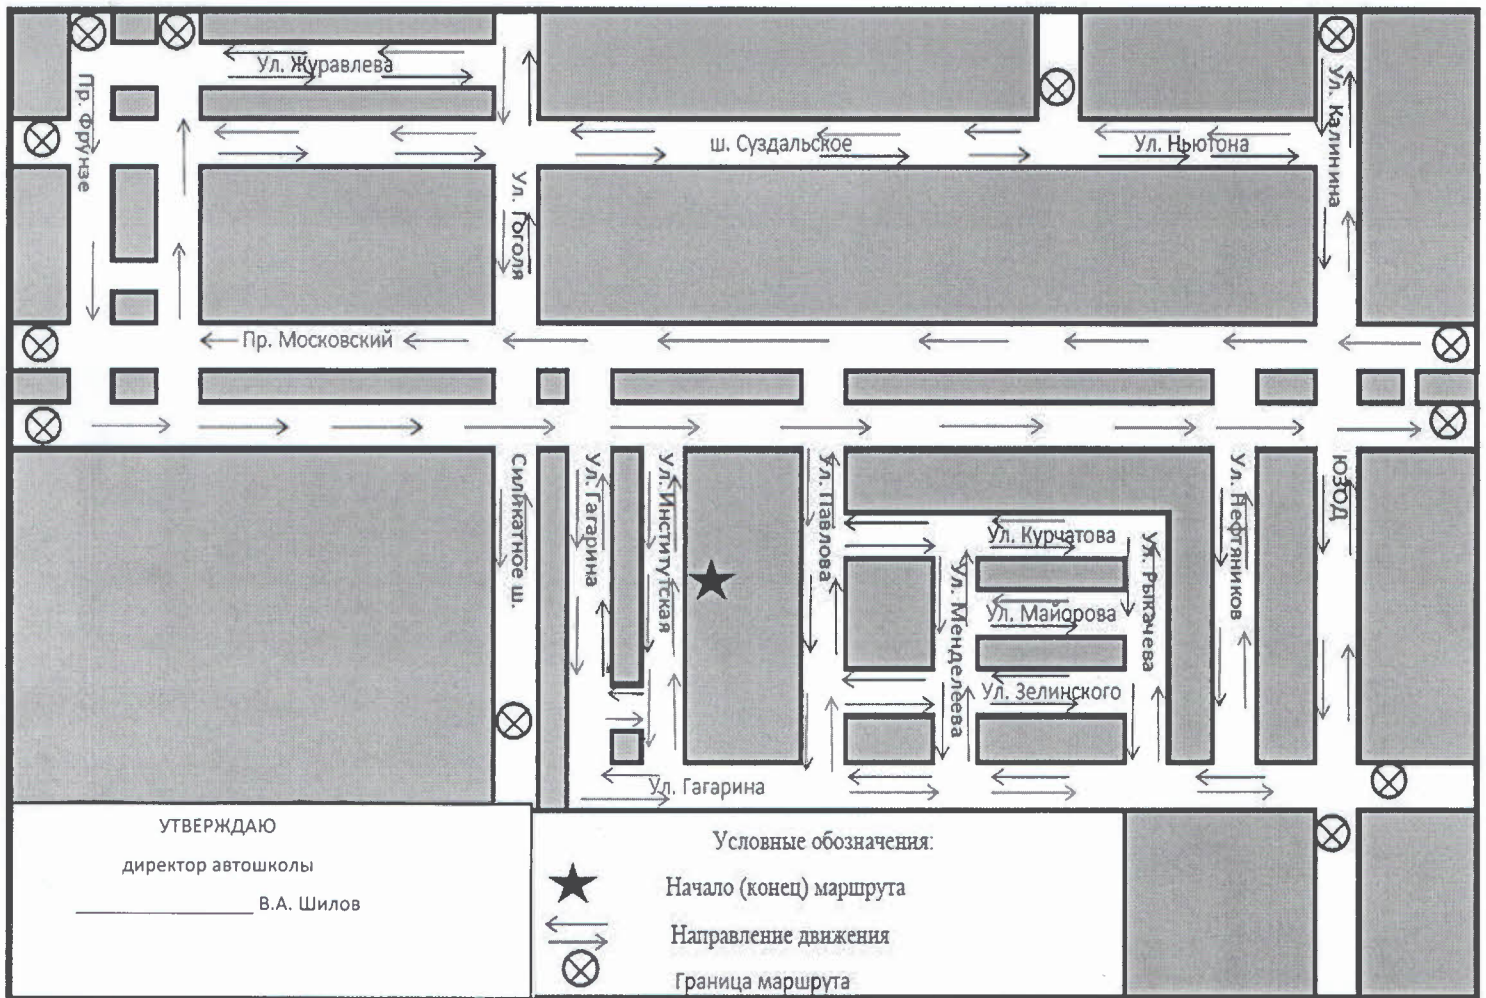 Ул. Журавлева
Пр. Фрунзе
ш. Суздальское
Ул. Ньютона
Ул. Калинина
Ул. Гоголя
Пр. Московский
Силикатное ш.
Ул. Гагарина
Ул. Институтская
Ул. Павлова
Ул. Курчатова
Ул. Майорова
Ул. Зелинского
Ул. Менделеева
Ул. Рыкачева
Ул. Нефтяников
ЮЗОД
Ул. Гагарина
УТВЕРЖДАЮ
директор автошколы
В.А. Шилов
Условные обозначения:
Начало (конец) маршрута
Направление движения
Граница маршрута